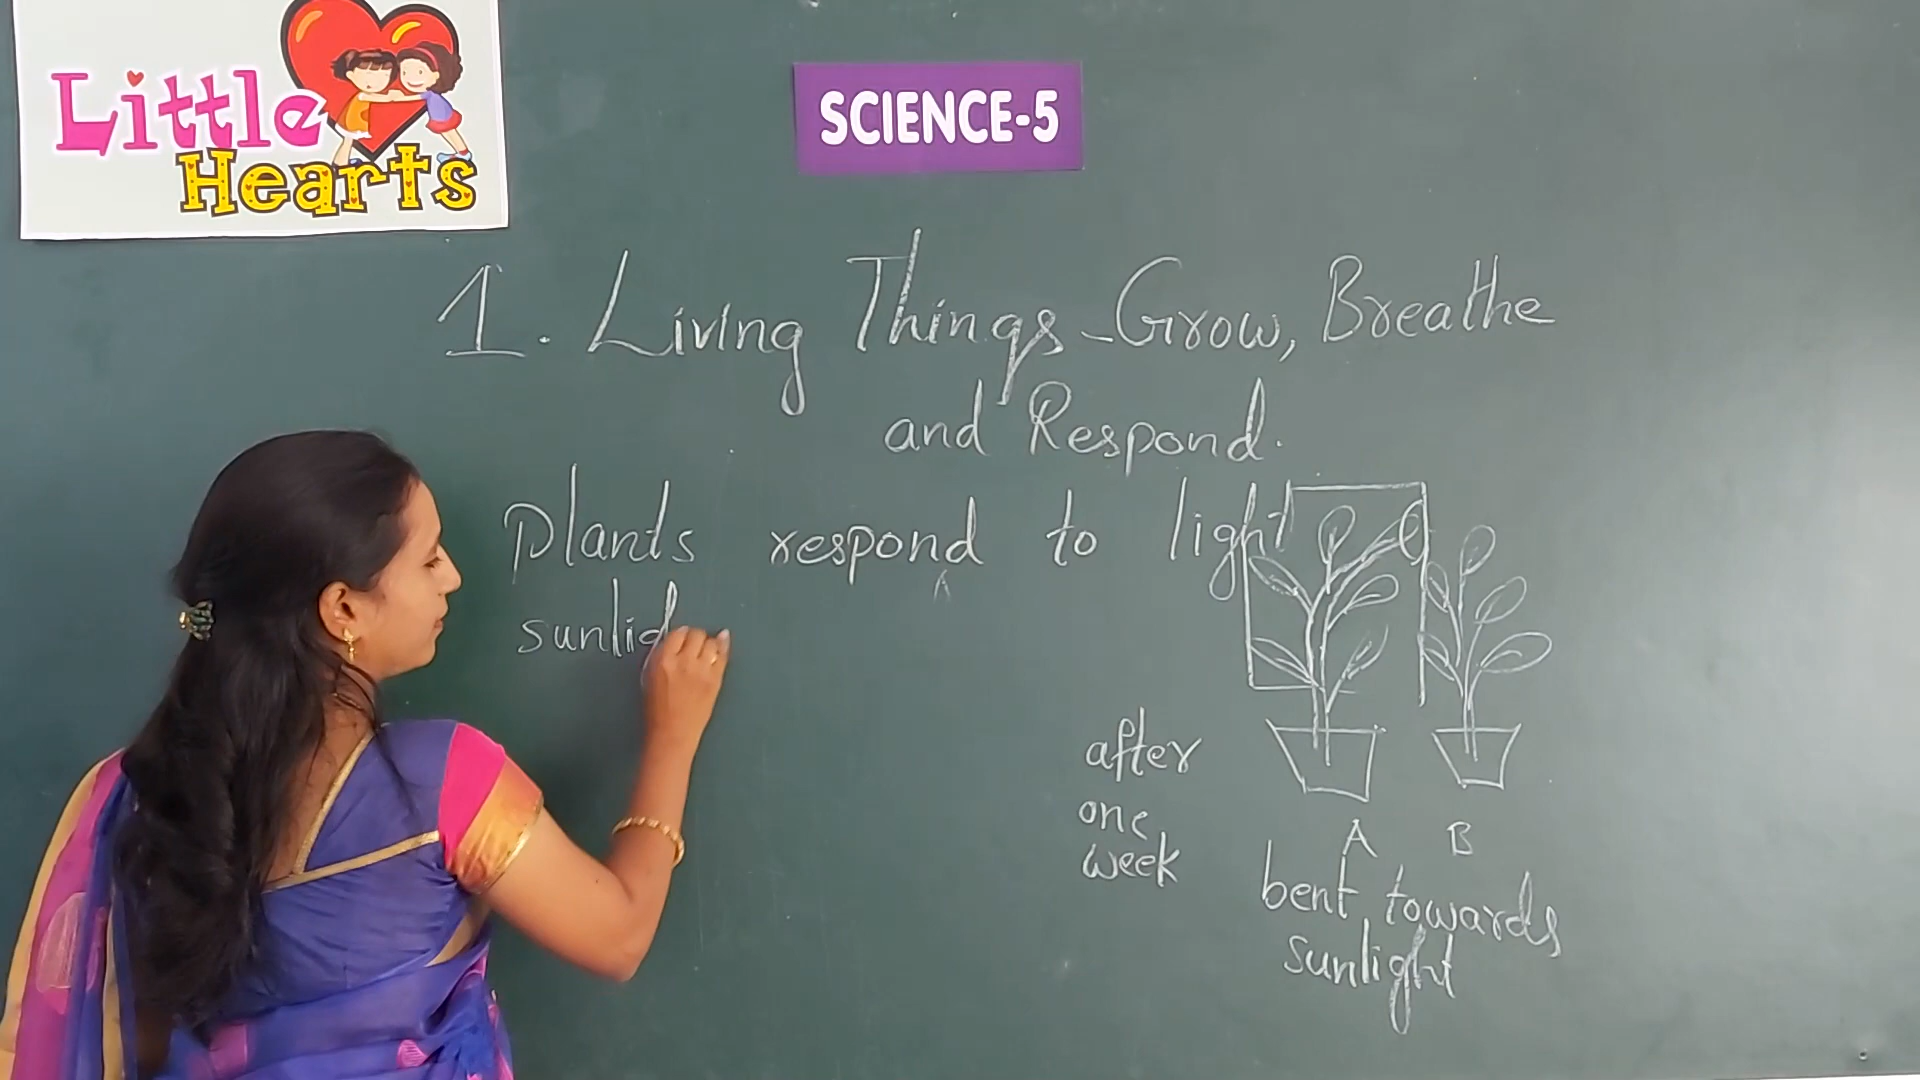 Little
Hearts
SCIENCE-5
1. Living Things - Grow, Breathe
and Respond.
Plants respond to light
sunlig
after
one
week
A B
bent towards
sunlight